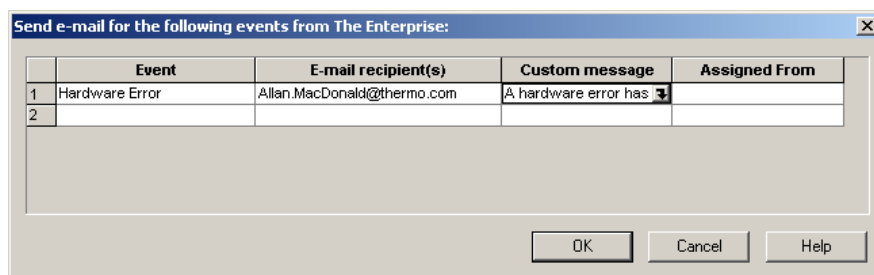 Send e-mail for the following events from The Enterprise:
Event E-mail recipient(s) Custom message Assigned From
1 Hardware Error Allan.MacDonald@thermo.com A hardware error has
2
OK Cancel Help